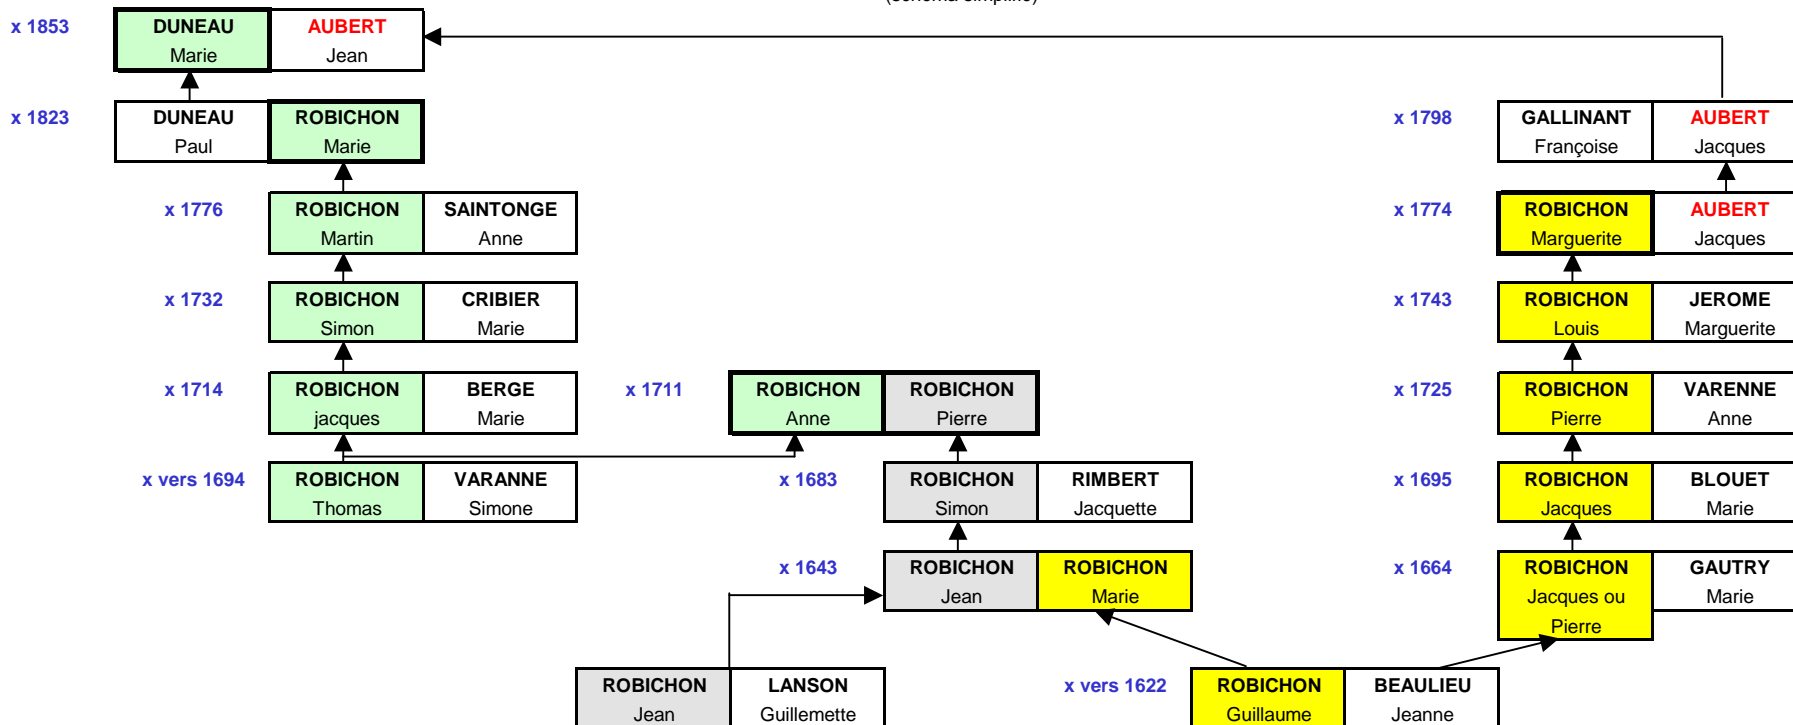 (schéma simplifié)
x 1853 DUNEAU AUBERT
Marie Jean
x 1823 DUNEAU ROBICHON x 1798 GALLINANT AUBERT
Paul Marie Françoise Jacques
x 1776 ROBICHON SAINTONGE x 1774 ROBICHON AUBERT
Martin Anne Marguerite Jacques
x 1732 ROBICHON CRIBIER x 1743 ROBICHON JEROME
Simon Marie Louis Marguerite
x 1714 ROBICHON BERGE x 1711 ROBICHON ROBICHON x 1725 ROBICHON VARENNE
jacques Marie Anne Pierre Pierre Anne
x vers 1694 ROBICHON VARANNE x 1683 ROBICHON RIMBERT x 1695 ROBICHON BLOUET
Thomas Simone Simon Jacquette Jacques Marie
x 1643 ROBICHON ROBICHON x 1664 ROBICHON GAUTRY
Jean Marie Jacques ou Marie
Pierre
ROBICHON LANSON x vers 1622 ROBICHON BEAULIEU
Jean Guillemette Guillaume Jeanne